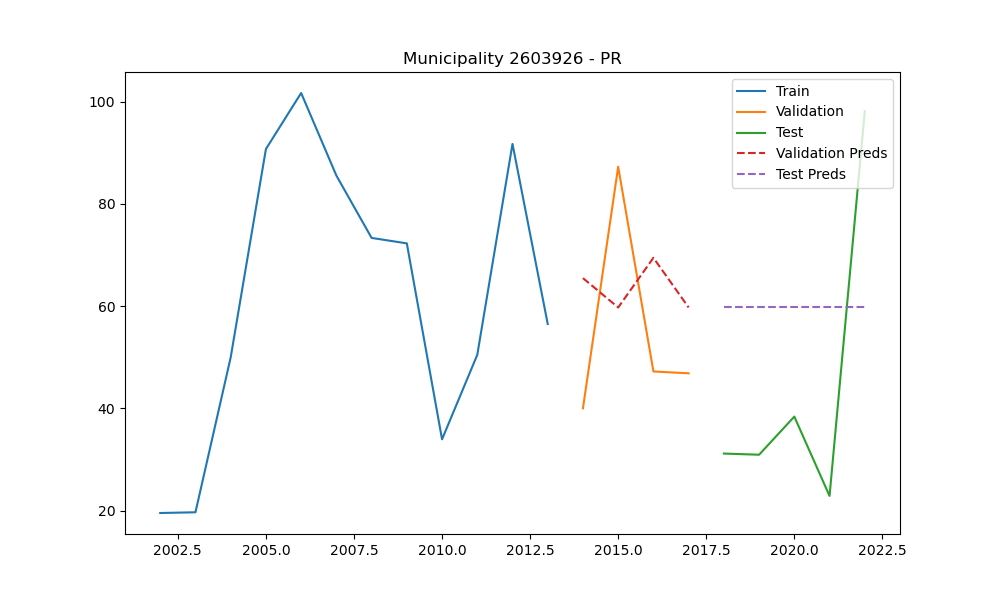 Municipality 2603926 - PR
Train
Validation
Test
Validation Preds
Test Preds
100
80
60
40
20
2002.5 2005.0 2007.5 2010.0 2012.5 2015.0 2017.5 2020.0 2022.5